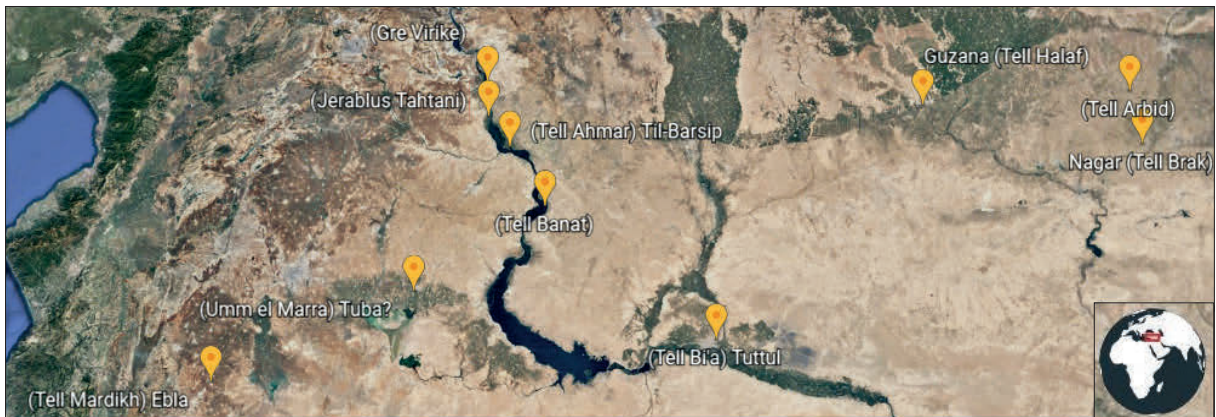 (Gre Virike)
Guzana (Tell Halaf)
(Jerablus Tahtani)
(Tell Arbid)
(Tell Ahmar) Til-Barsip
Nagar (Tell Brak)
(Tell Banat)
(Umm el Marra) Tuba?
(Tell Bi'a) Tuttul
(Tell Mardikh) Ebla